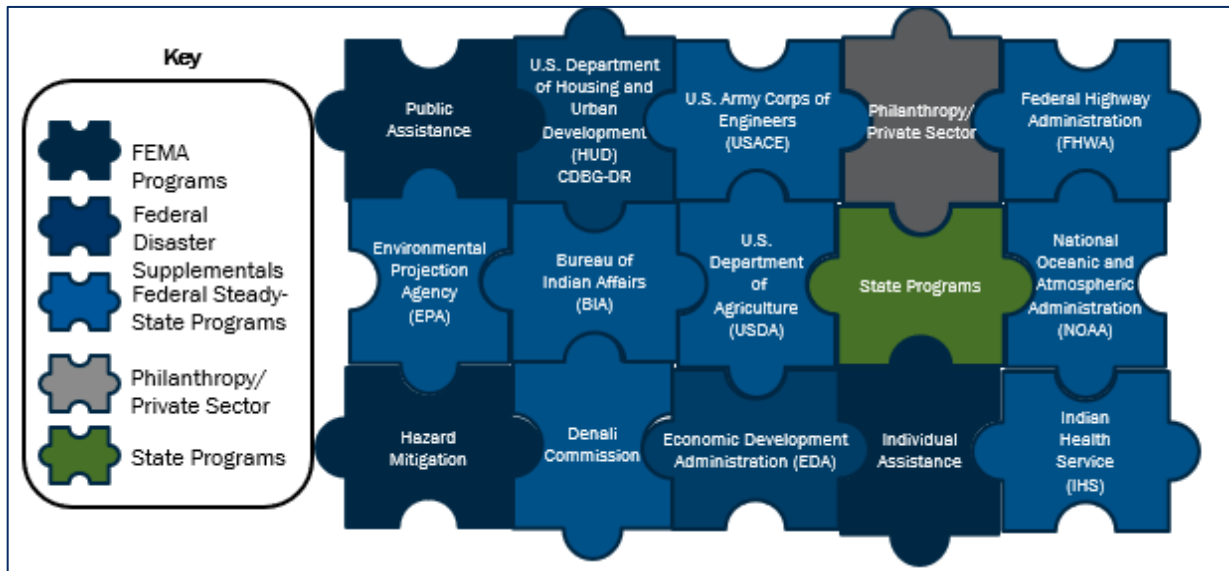 Key
FEMA
Programs
Federal
Disaster
Supplementals
Federal Steady-
State Programs
Philanthropy/
Private Sector
State Programs
Public
Assistance
U.S. Department
of Housing and
Urban
Development
(HUD)
CDBG-DR
U.S. Army Corps of
Engineers
(USACE)
Philanthropy/
Private Sector
Federal Highway
Administration
(FHWA)
Environmental
Projection
Agency
(EPA)
Bureau of
Indian Affairs
(BIA)
U.S.
Department
of
Agriculture
(USDA)
State Programs
National
Oceanic and
Atmospheric
Administration
(NOAA)
Hazard
Mitigation
Denali
Commission
Economic Development
Administration (EDA)
Individual
Assistance
Indian
Health
Service
(IHS)